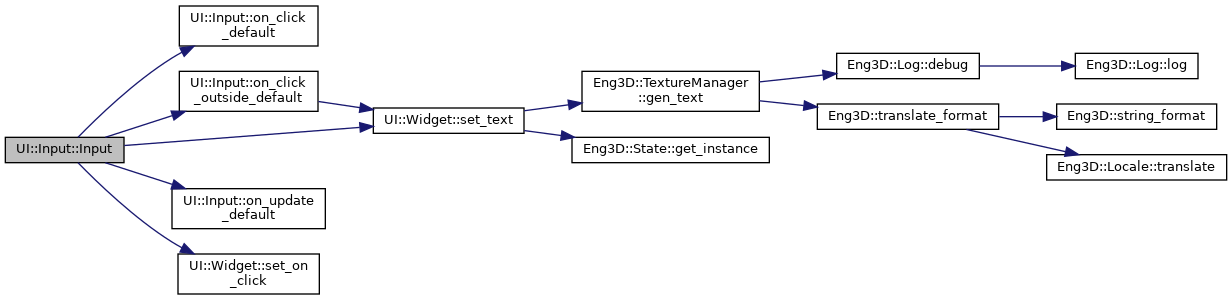 UI::Input::Input
UI::Input::on_click
_default
UI::Input::on_click
_outside_default
UI::Input::on_update
_default
UI::Widget::set_on
_click
UI::Widget::set_text
Eng3D::TextureManager
::gen_text
Eng3D::State::get_instance
Eng3D::Log::debug
Eng3D::translate_format
Eng3D::Log::log
Eng3D::string_format
Eng3D::Locale::translate